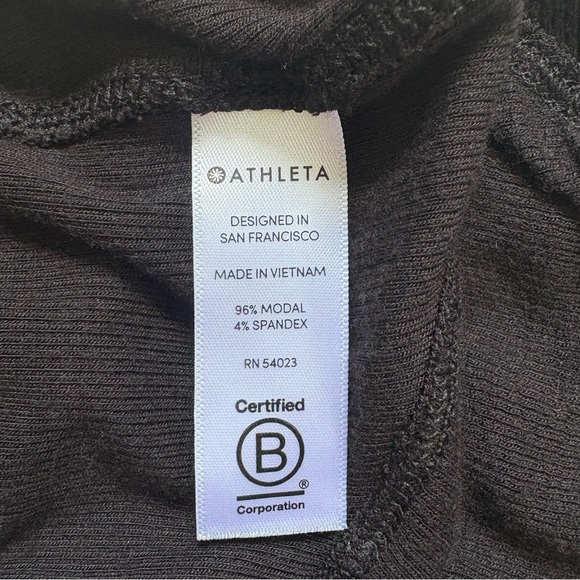 ATHLETA
DESIGNED IN
SAN FRANCISCO
MADE IN VIETNAM
96% MODAL
4% SPANDEX
RN 54023
Certified
B
®
Corporation